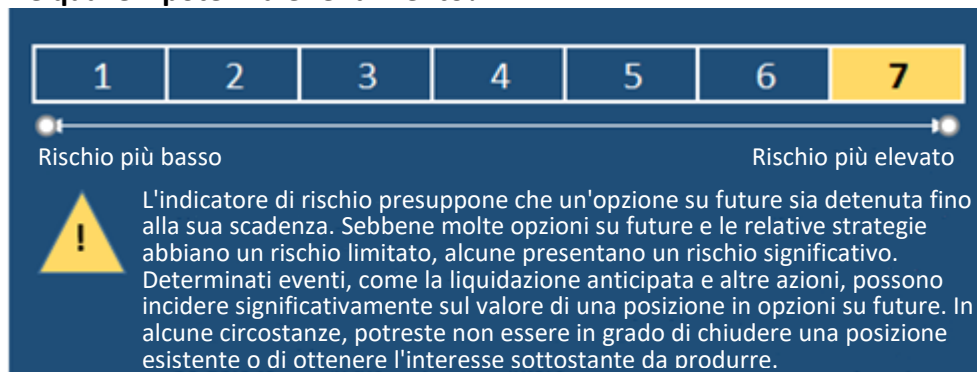 1 2 3 4 5 6 7
Rischio più basso Rischio più elevato
L'indicatore di rischio presuppone che un'opzione su future sia detenuta fino
alla sua scadenza. Sebbene molte opzioni su future e le relative strategie
! abbiano un rischio limitato, alcune presentano un rischio significativo.
Determinati eventi, come la liquidazione anticipata e altre azioni, possono
incidere significativamente sul valore di una posizione in opzioni su future. In
alcune circostanze, potreste non essere in grado di chiudere una posizione
esistente o di ottenere l'interesse sottostante da produrre.